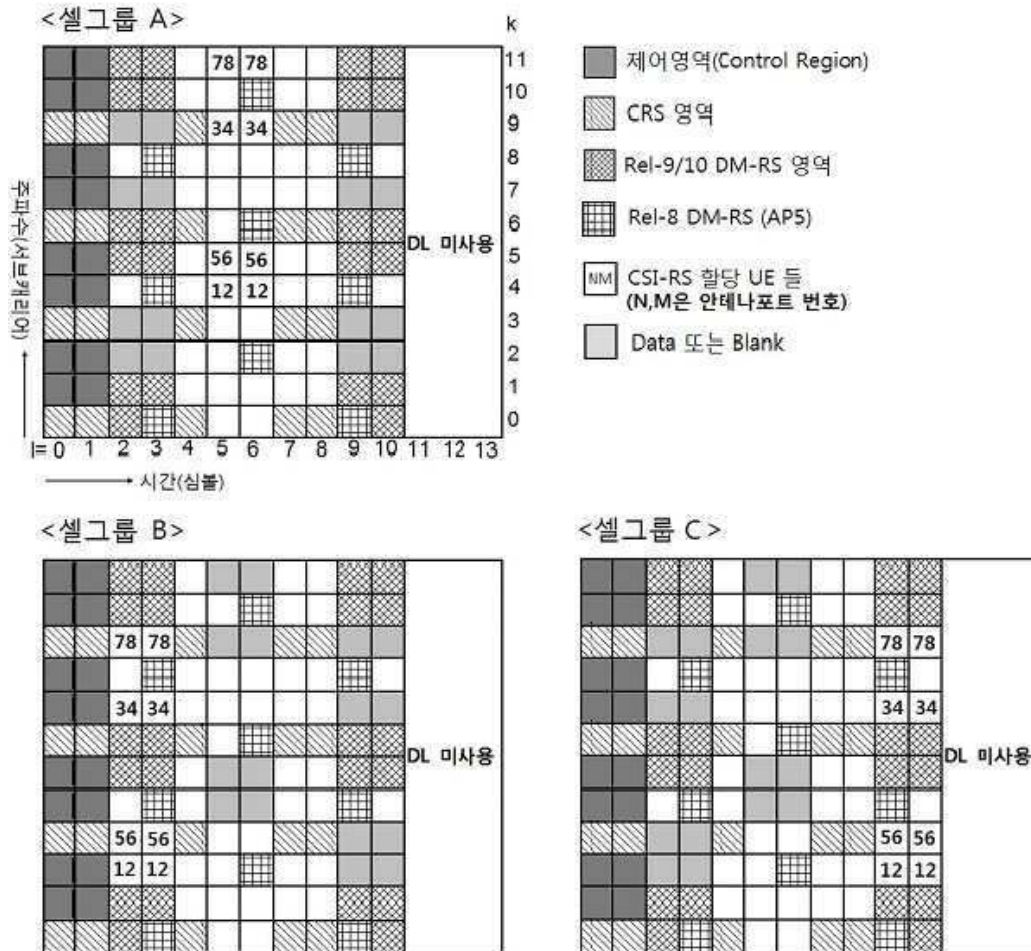 <셀그룹 A>
k
78 78 11
10
34 34 9
8
7
6
DL 미사용
56 56 5
12 12 4
3
2
1
0
l= 0 1 2 3 4 5 6 7 8 9 10 11 12 13
시간(심볼)
주파수(서브캐리어)
제어영역(Control Region)
CRS 영역
Rel-9/10 DM-RS 영역
Rel-8 DM-RS (AP5)
NM CSI-RS 할당 UE 들
(N,M은 안테나포트 번호)
Data 또는 Blank
<셀그룹 B>
78 78
34 34
DL 미사용
56 56
12 12
<셀그룹 C>
78 78
34 34
DL 미사용
56 56
12 12